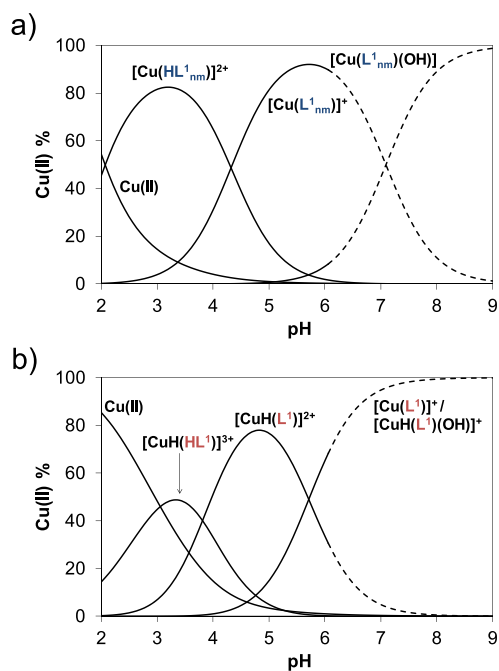 a)
100
80
60
40
20
0
Cu(II) %
[Cu(HL¹nm)]²⁺
[Cu(L¹nm)(OH)]
[Cu(L¹nm)]⁺
Cu(II)
2 3 4 5 6 7 8 9
pH
b)
100
80
60
40
20
0
Cu(II) %
Cu(II)
[CuH(L¹)]²⁺
[Cu(L¹)]⁺/
[CuH(L¹)(OH)]⁺
[CuH(HL¹)]³⁺
2 3 4 5 6 7 8 9
pH